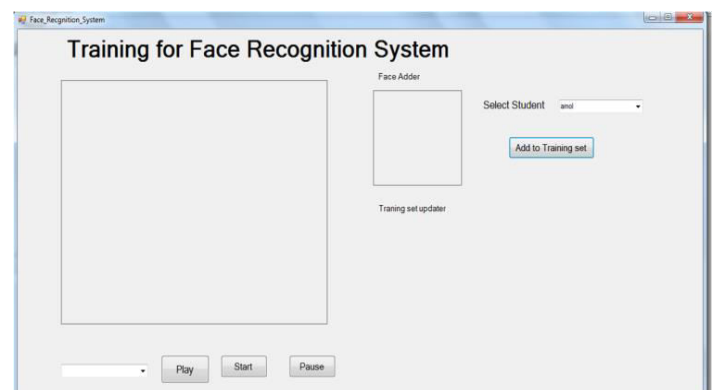 Face_Recgnition_System
Training for Face Recognition System
Face Adder
Select Student amol
Add to Training set
Traning set updater
Play Start Pause